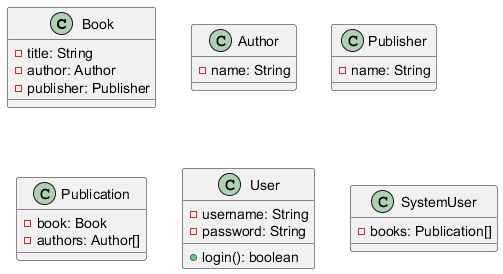 C Book
title: String
author: Author
publisher: Publisher
C Author
name: String
C Publisher
name: String
C Publication
book: Book
authors: Author[]
C User
username: String
password: String
login(): boolean
C SystemUser
books: Publication[]